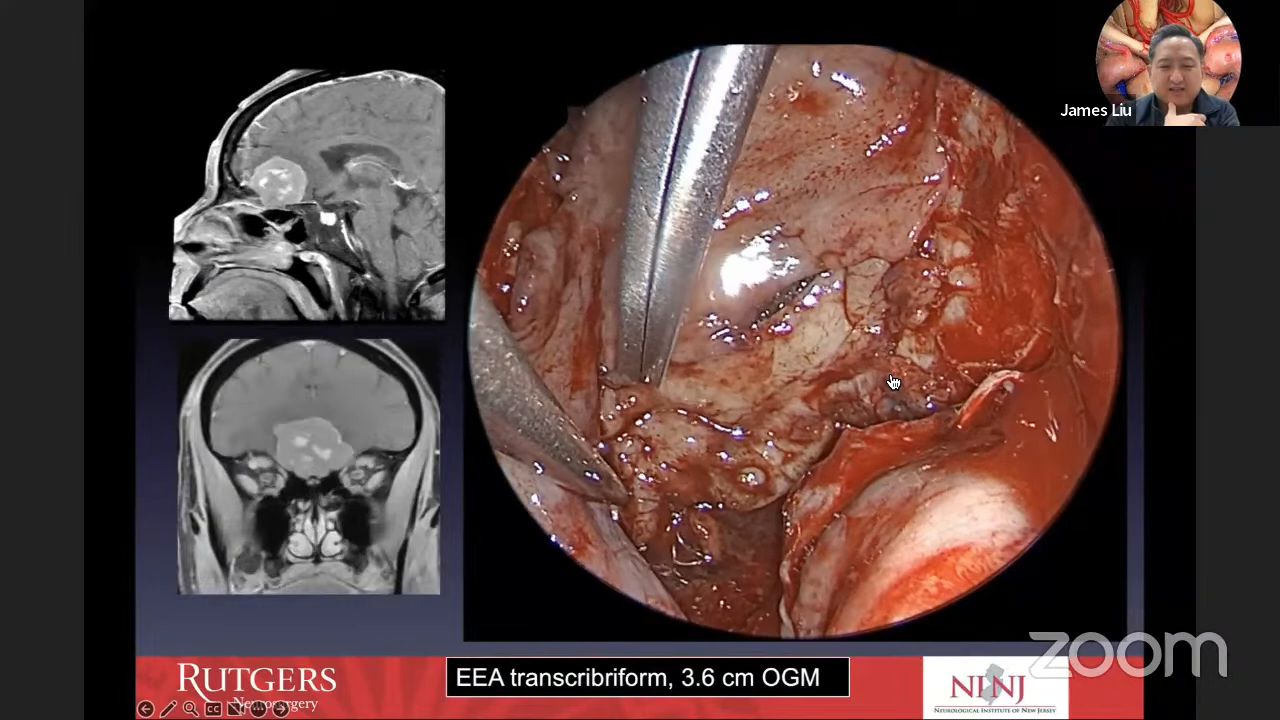 James Liu
RUTGERS
Neurosurgery
EEA transcribriform, 3.6 cm OGM
NINJ
NEUROLOGICAL INSTITUTE OF NEW JERSEY
zoom